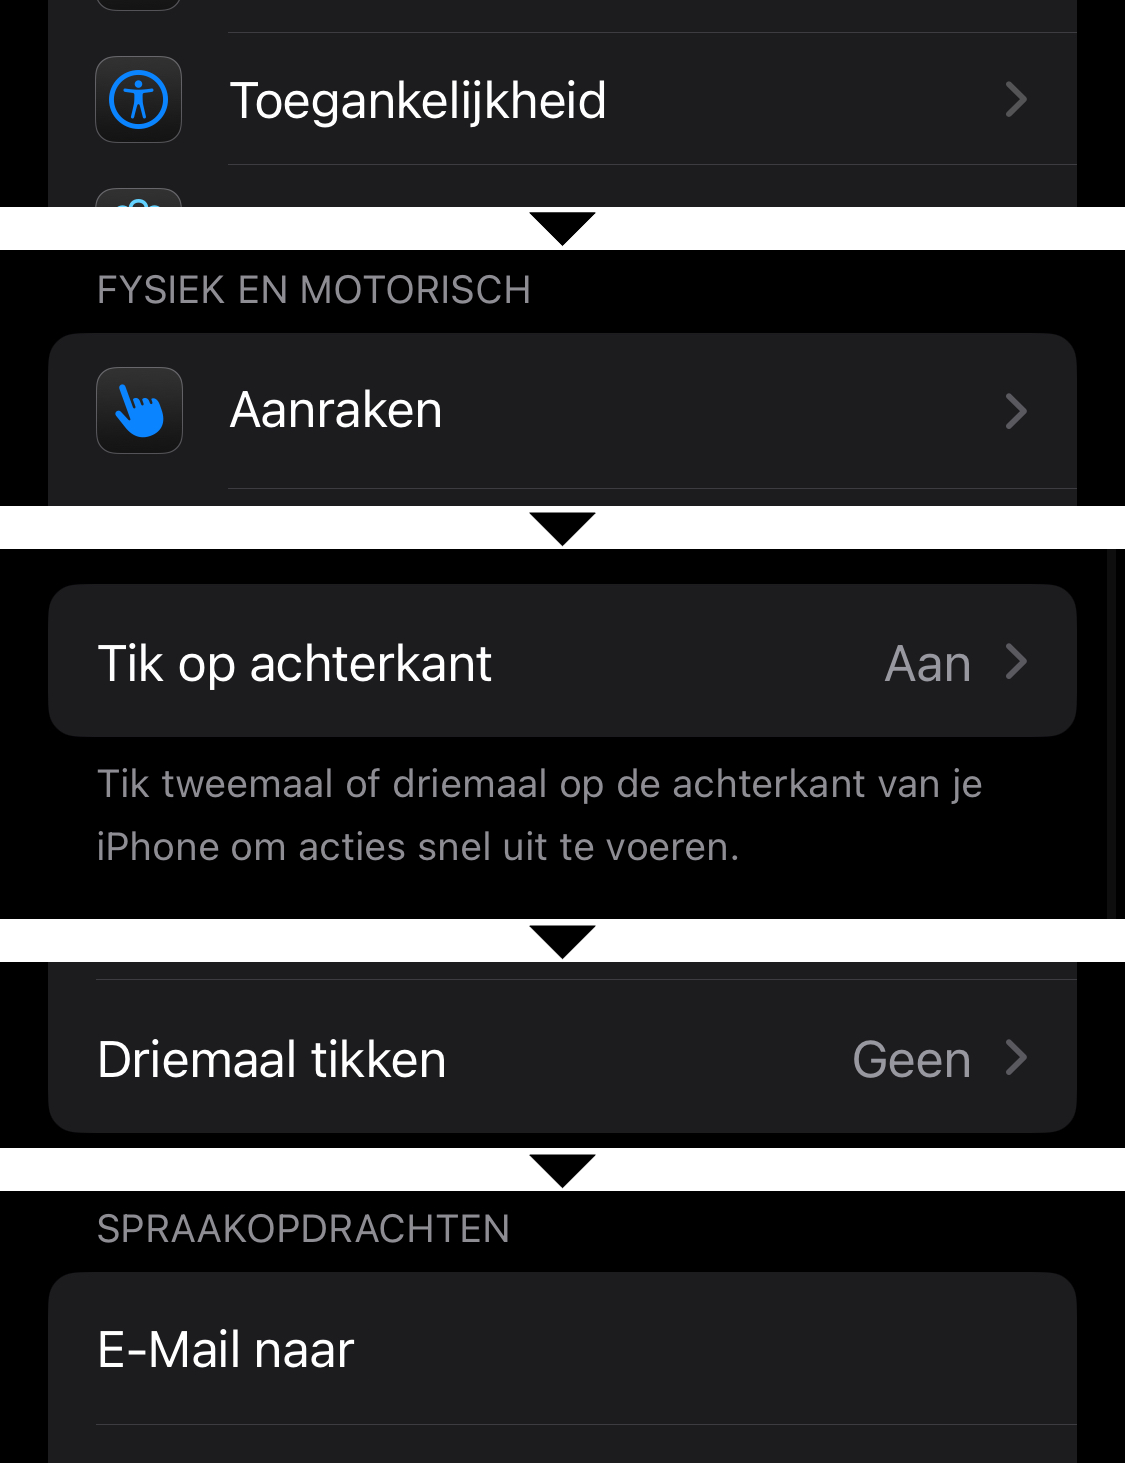 Toegankelijkheid
FYSIEK EN MOTORISCH
Aanraken
Tik op achterkant Aan
Tik tweemaal of driemaal op de achterkant van je
iPhone om acties snel uit te voeren.
Driemaal tikken Geen
SPRAAKOPDRACHTEN
E-Mail naar